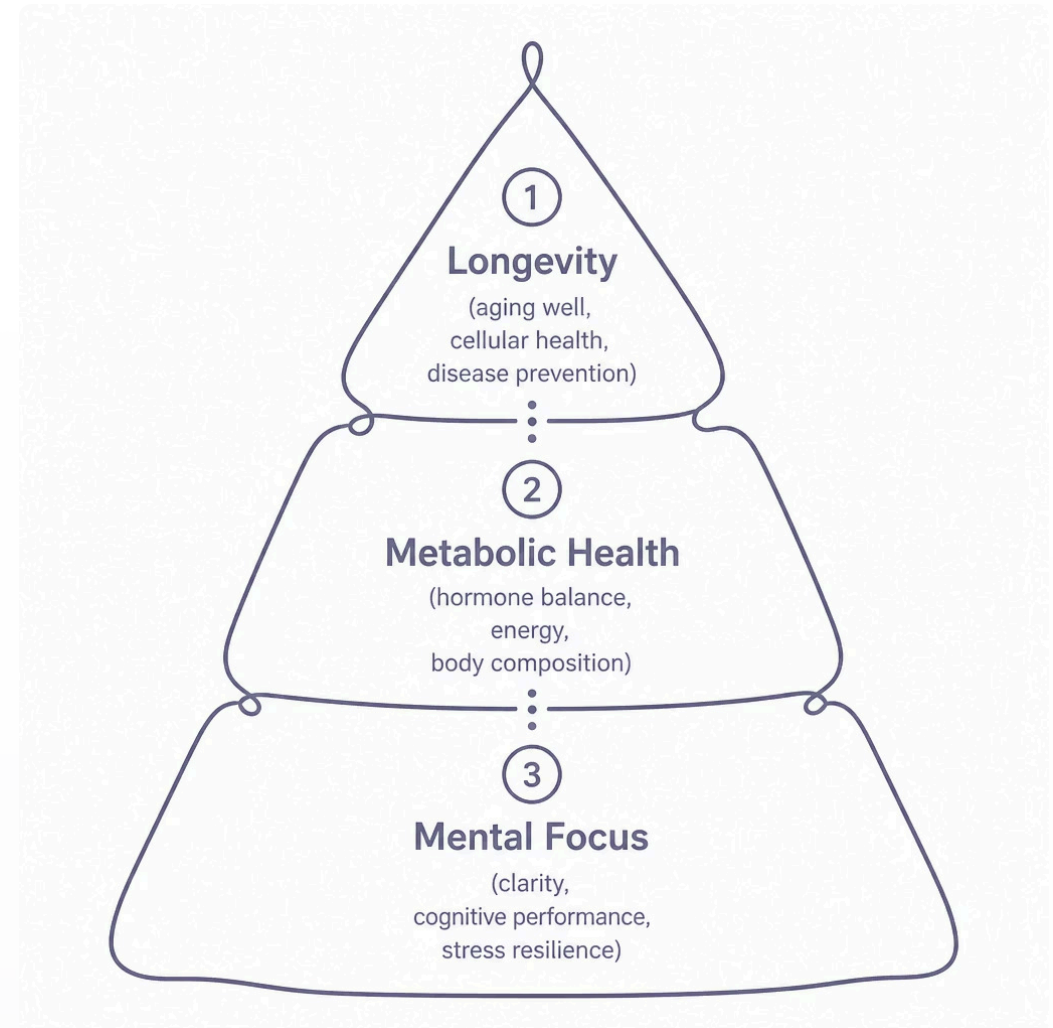 1
Longevity
(aging well,
cellular health,
disease prevention)
2
Metabolic Health
(hormone balance,
energy,
body composition)
3
Mental Focus
(clarity,
cognitive performance,
stress resilience)